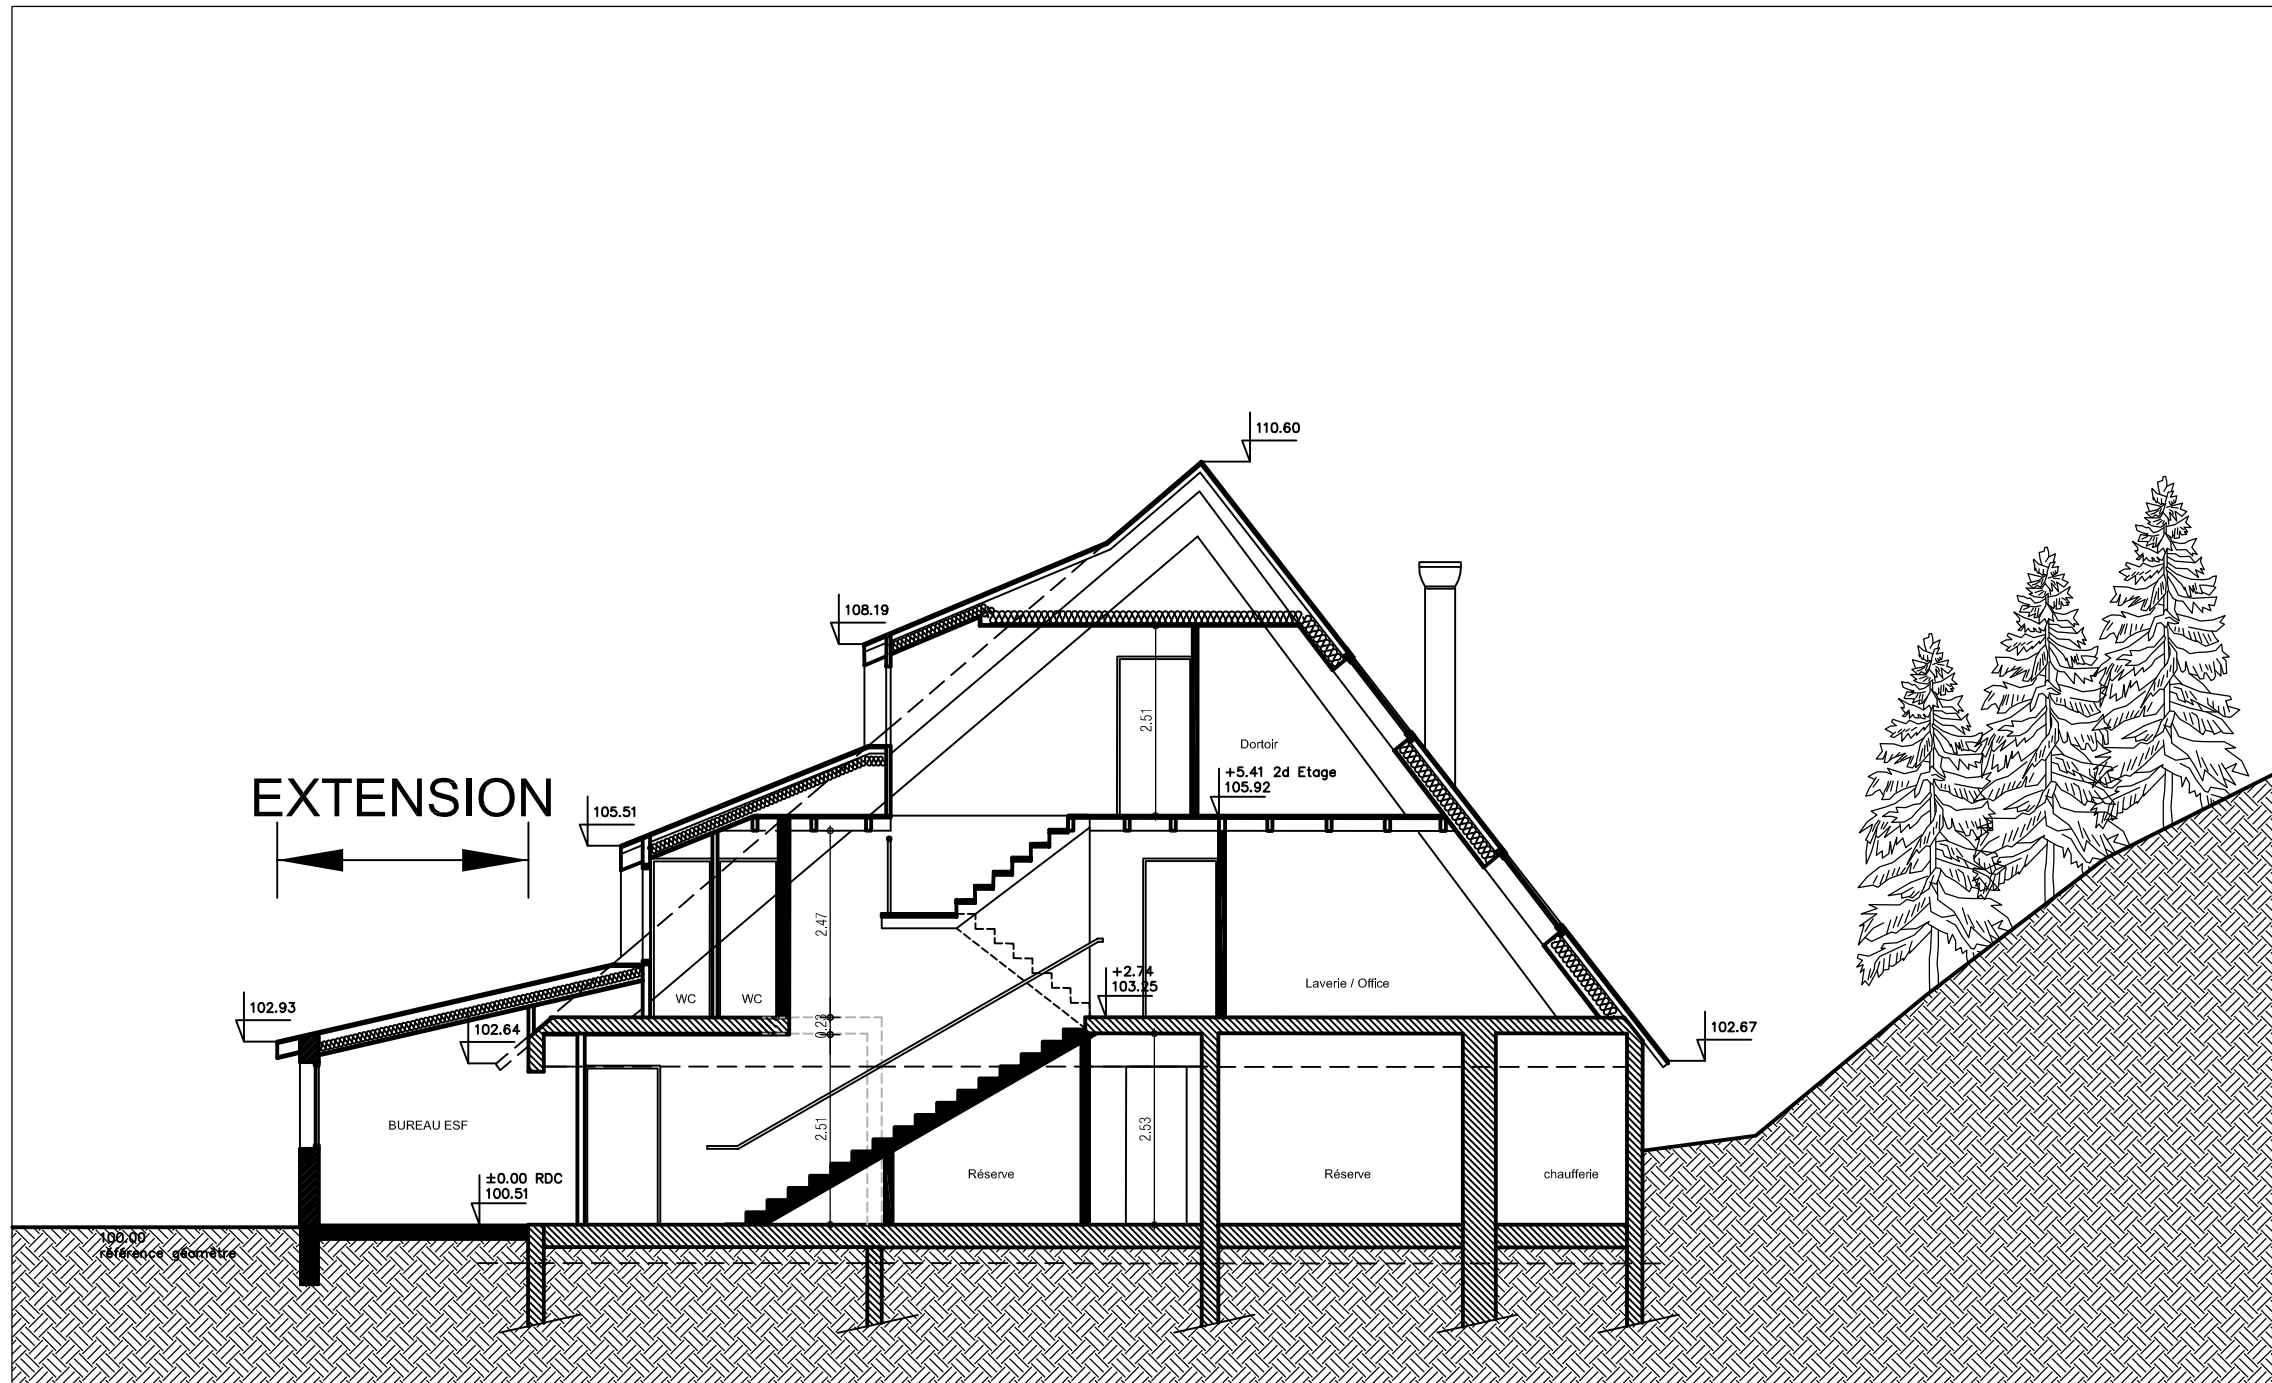 110.60
108.19
2.51
Dortoir
+5.41 2d Etage
105.92
EXTENSION
105.51
2.47
+2.74
103.25
Laverie / Office
WC
WC
102.93
102.64
0.23
102.67
BUREAU ESF
2.51
2.53
Réserve
Réserve
chaufferie
±0.00 RDC
100.51
100.00
référence géomètre